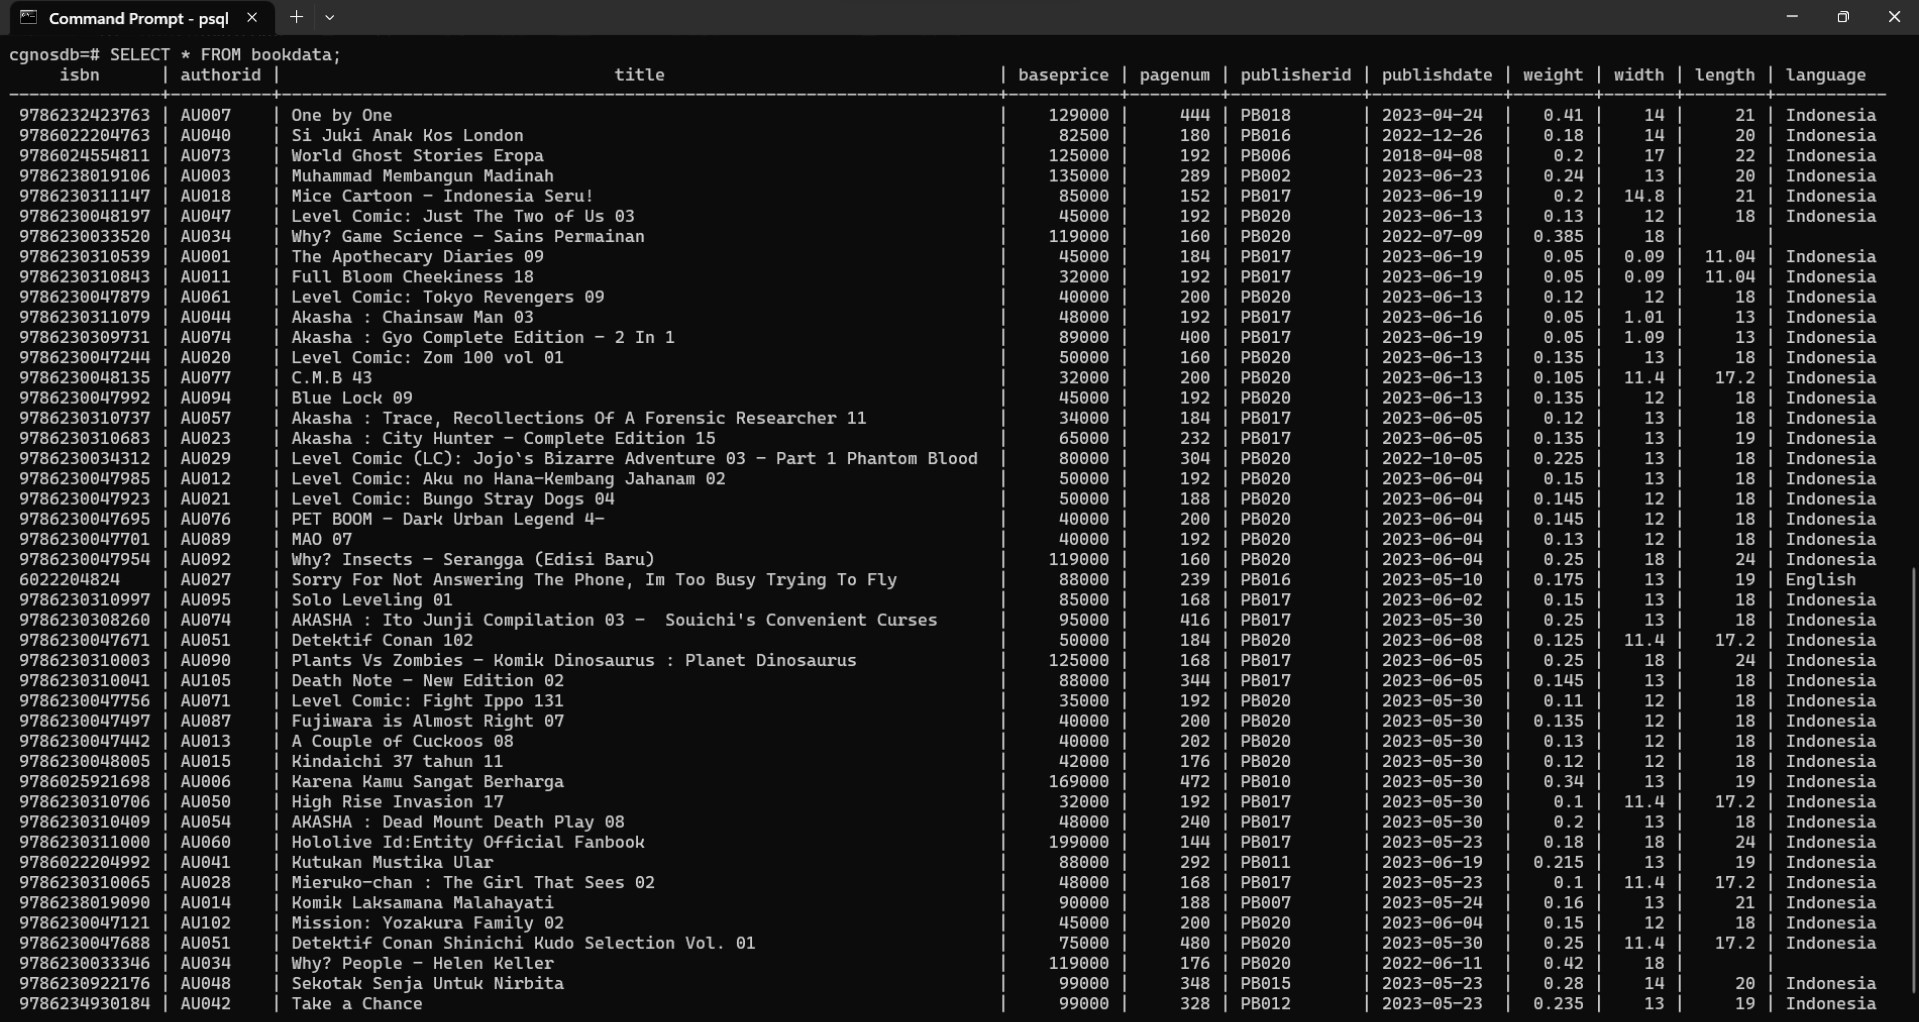 Command Prompt - psql
cgnosdb=# SELECT * FROM bookdata;
isbn | authorid | title | baseprice | pagenum | publisherid | publishdate | weight | width | length | language
9786232423763 | AU007 | One by One | 129000 | 444 | PB018 | 2023-04-24 | 0.41 | 14 | 21 | Indonesia
9786022204763 | AU040 | Si Juki Anak Kos London | 82500 | 180 | PB016 | 2022-12-26 | 0.18 | 14 | 20 | Indonesia
9786024554811 | AU073 | World Ghost Stories Eropa | 125000 | 192 | PB006 | 2018-04-08 | 0.2 | 17 | 22 | Indonesia
9786238019106 | AU003 | Muhammad Membangun Madinah | 135000 | 289 | PB002 | 2023-06-23 | 0.24 | 13 | 20 | Indonesia
9786230311147 | AU018 | Mice Cartoon - Indonesia Seru! | 85000 | 152 | PB017 | 2023-06-19 | 0.2 | 14.8 | 21 | Indonesia
9786230048197 | AU047 | Level Comic: Just The Two of Us 03 | 45000 | 192 | PB020 | 2023-06-13 | 0.13 | 12 | 18 | Indonesia
9786230033520 | AU034 | Why? Game Science - Sains Permainan | 119000 | 160 | PB020 | 2022-07-09 | 0.385 | 18 | |
9786230310539 | AU001 | The Apothecary Diaries 09 | 45000 | 184 | PB017 | 2023-06-19 | 0.05 | 0.09 | 11.04 | Indonesia
9786230310843 | AU011 | Full Bloom Cheekiness 18 | 32000 | 192 | PB017 | 2023-06-19 | 0.05 | 0.09 | 11.04 | Indonesia
9786230047879 | AU061 | Level Comic: Tokyo Revengers 09 | 40000 | 200 | PB020 | 2023-06-13 | 0.12 | 12 | 18 | Indonesia
9786230311079 | AU044 | Akasha : Chainsaw Man 03 | 48000 | 192 | PB017 | 2023-06-16 | 0.05 | 1.01 | 13 | Indonesia
9786230309731 | AU074 | Akasha : Gyo Complete Edition - 2 In 1 | 89000 | 400 | PB017 | 2023-06-19 | 0.05 | 1.09 | 13 | Indonesia
9786230047244 | AU020 | Level Comic: Zom 100 vol 01 | 50000 | 160 | PB020 | 2023-06-13 | 0.135 | 13 | 18 | Indonesia
9786230048135 | AU077 | C.M.B 43 | 32000 | 200 | PB020 | 2023-06-13 | 0.105 | 11.4 | 17.2 | Indonesia
9786230047992 | AU094 | Blue Lock 09 | 45000 | 192 | PB020 | 2023-06-13 | 0.135 | 12 | 18 | Indonesia
9786230310737 | AU057 | Akasha : Trace, Recollections Of A Forensic Researcher 11 | 34000 | 184 | PB017 | 2023-06-05 | 0.12 | 13 | 18 | Indonesia
9786230310683 | AU023 | Akasha : City Hunter - Complete Edition 15 | 65000 | 232 | PB017 | 2023-06-05 | 0.135 | 13 | 19 | Indonesia
9786230034312 | AU029 | Level Comic (LC): Jojo`s Bizarre Adventure 03 - Part 1 Phantom Blood | 80000 | 304 | PB020 | 2022-10-05 | 0.225 | 13 | 18 | Indonesia
9786230047985 | AU012 | Level Comic: Aku no Hana-Kembang Jahanam 02 | 50000 | 192 | PB020 | 2023-06-04 | 0.15 | 13 | 18 | Indonesia
9786230047923 | AU021 | Level Comic: Bungo Stray Dogs 04 | 50000 | 188 | PB020 | 2023-06-04 | 0.145 | 12 | 18 | Indonesia
9786230047695 | AU076 | PET BOOM - Dark Urban Legend 4- | 40000 | 200 | PB020 | 2023-06-04 | 0.145 | 12 | 18 | Indonesia
9786230047701 | AU089 | MAO 07 | 40000 | 192 | PB020 | 2023-06-04 | 0.13 | 12 | 18 | Indonesia
9786230047954 | AU092 | Why? Insects - Serangga (Edisi Baru) | 119000 | 160 | PB020 | 2023-06-04 | 0.25 | 18 | 24 | Indonesia
6022204824 | AU027 | Sorry For Not Answering The Phone, Im Too Busy Trying To Fly | 88000 | 239 | PB016 | 2023-05-10 | 0.175 | 13 | 19 | English
9786230310997 | AU095 | Solo Leveling 01 | 85000 | 168 | PB017 | 2023-06-02 | 0.15 | 13 | 18 | Indonesia
9786230308260 | AU074 | AKASHA : Ito Junji Compilation 03 -  Souichi's Convenient Curses | 95000 | 416 | PB017 | 2023-05-30 | 0.25 | 13 | 18 | Indonesia
9786230047671 | AU051 | Detektif Conan 102 | 50000 | 184 | PB020 | 2023-06-08 | 0.125 | 11.4 | 17.2 | Indonesia
9786230310003 | AU090 | Plants Vs Zombies - Komik Dinosaurus : Planet Dinosaurus | 125000 | 168 | PB017 | 2023-06-05 | 0.25 | 18 | 24 | Indonesia
9786230310041 | AU105 | Death Note - New Edition 02 | 88000 | 344 | PB017 | 2023-06-05 | 0.145 | 13 | 18 | Indonesia
9786230047756 | AU071 | Level Comic: Fight Ippo 131 | 35000 | 192 | PB020 | 2023-05-30 | 0.11 | 12 | 18 | Indonesia
9786230047497 | AU087 | Fujiwara is Almost Right 07 | 40000 | 200 | PB020 | 2023-05-30 | 0.135 | 12 | 18 | Indonesia
9786230047442 | AU013 | A Couple of Cuckoos 08 | 40000 | 202 | PB020 | 2023-05-30 | 0.13 | 12 | 18 | Indonesia
9786230048005 | AU015 | Kindaichi 37 tahun 11 | 42000 | 176 | PB020 | 2023-05-30 | 0.12 | 12 | 18 | Indonesia
9786025921698 | AU006 | Karena Kamu Sangat Berharga | 169000 | 472 | PB010 | 2023-05-30 | 0.34 | 13 | 19 | Indonesia
9786230310706 | AU050 | High Rise Invasion 17 | 32000 | 192 | PB017 | 2023-05-30 | 0.1 | 11.4 | 17.2 | Indonesia
9786230310409 | AU054 | AKASHA : Dead Mount Death Play 08 | 48000 | 240 | PB017 | 2023-05-30 | 0.2 | 13 | 18 | Indonesia
9786230311000 | AU060 | Hololive Id:Entity Official Fanbook | 199000 | 144 | PB017 | 2023-05-23 | 0.18 | 18 | 24 | Indonesia
9786022204992 | AU041 | Kutukan Mustika Ular | 88000 | 292 | PB011 | 2023-06-19 | 0.215 | 13 | 19 | Indonesia
9786230310065 | AU028 | Mieruko-chan : The Girl That Sees 02 | 48000 | 168 | PB017 | 2023-05-23 | 0.1 | 11.4 | 17.2 | Indonesia
9786238019090 | AU014 | Komik Laksamana Malahayati | 90000 | 188 | PB007 | 2023-05-24 | 0.16 | 13 | 21 | Indonesia
9786230047121 | AU102 | Mission: Yozakura Family 02 | 45000 | 200 | PB020 | 2023-06-04 | 0.15 | 12 | 18 | Indonesia
9786230047688 | AU051 | Detektif Conan Shinichi Kudo Selection Vol. 01 | 75000 | 480 | PB020 | 2023-05-30 | 0.25 | 11.4 | 17.2 | Indonesia
9786230033346 | AU034 | Why? People - Helen Keller | 119000 | 176 | PB020 | 2022-06-11 | 0.42 | 18 | |
9786230922176 | AU048 | Sekotak Senja Untuk Nirbita | 99000 | 348 | PB015 | 2023-05-23 | 0.28 | 14 | 20 | Indonesia
9786234930184 | AU042 | Take a Chance | 99000 | 328 | PB012 | 2023-05-23 | 0.235 | 13 | 19 | Indonesia